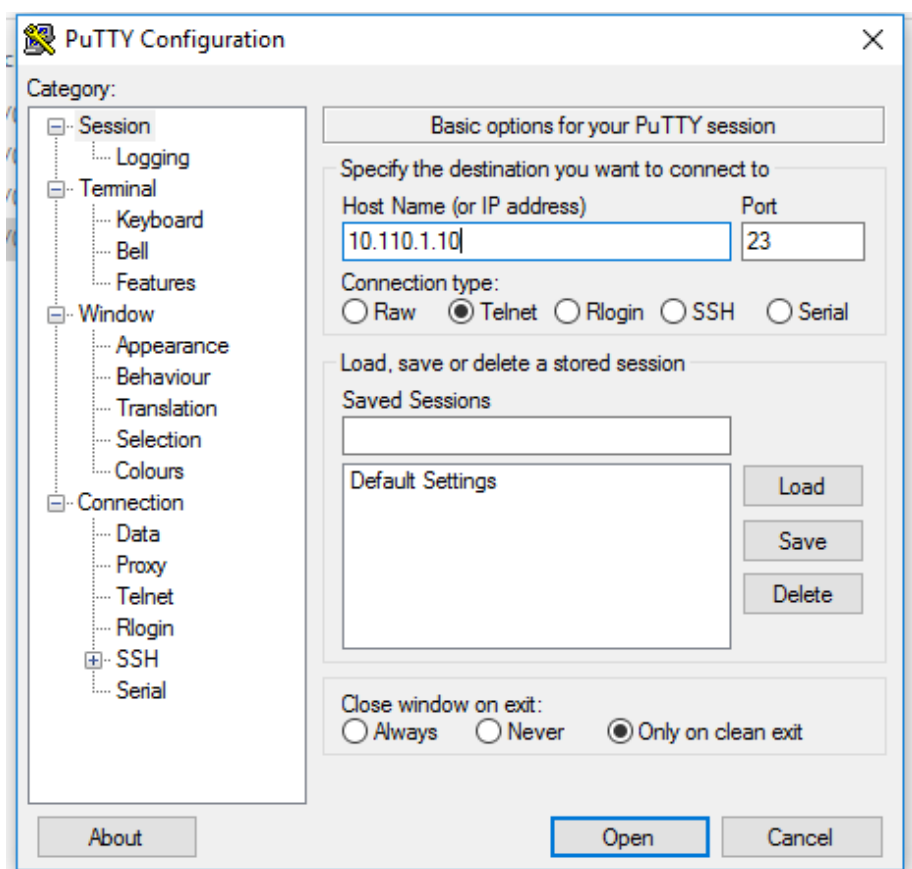 PuTTY Configuration
Category:
Session
Logging
Terminal
Keyboard
Bell
Features
Window
Appearance
Behaviour
Translation
Selection
Colours
Connection
Data
Proxy
Telnet
Rlogin
SSH
Serial
Basic options for your PuTTY session
Specify the destination you want to connect to
Host Name (or IP address) Port
10.110.1.10 23
Connection type:
Raw Telnet Rlogin SSH Serial
Load, save or delete a stored session
Saved Sessions
Default Settings
Load
Save
Delete
Close window on exit:
Always Never Only on clean exit
About Open Cancel